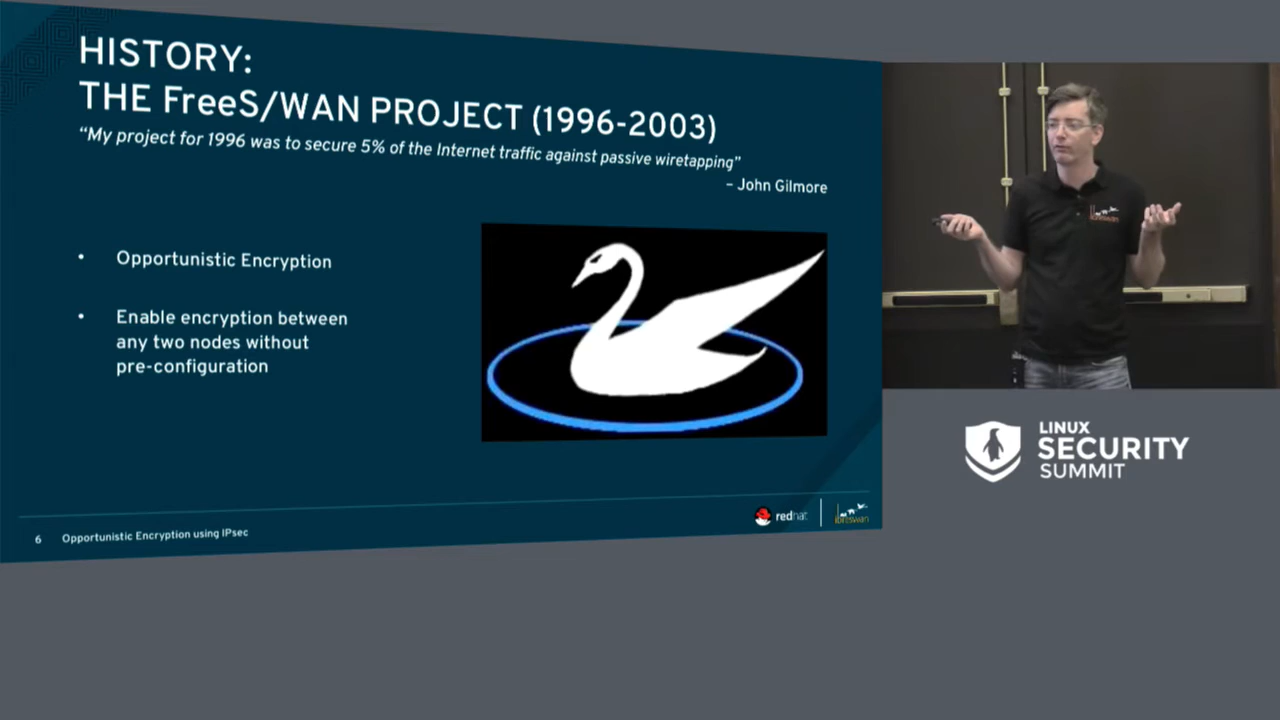 HISTORY:
THE FreeS/WAN PROJECT (1996-2003)
“My project for 1996 was to secure 5% of the Internet traffic against passive wiretapping”
– John Gilmore
• Opportunistic Encryption
• Enable encryption between
any two nodes without
pre-configuration
6 Opportunistic Encryption using IPsec
redhat
libreswan
libreswan
LINUX
SECURITY
SUMMIT